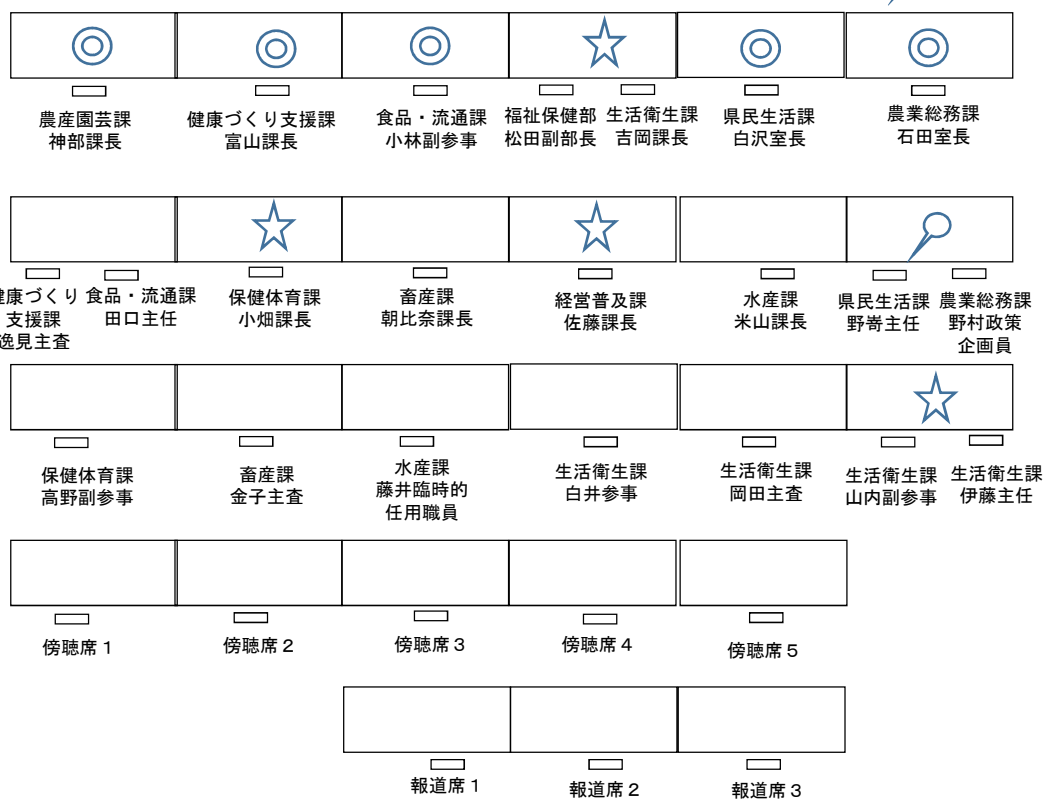 農産園芸課
神部課長
健康づくり支援課
富山課長
食品・流通課
小林副参事
福祉保健部
松田副部長
生活衛生課
吉岡課長
県民生活課
白沢室長
農業総務課
石田室長
健康づくり
支援課
逸見主査
食品・流通課
田口主任
保健体育課
小畑課長
畜産課
朝比奈課長
経営普及課
佐藤課長
水産課
米山課長
県民生活課
野嵜主任
農業総務課
野村政策
企画員
保健体育課
高野副参事
畜産課
金子主査
水産課
藤井臨時的
任用職員
生活衛生課
白井参事
生活衛生課
岡田主査
生活衛生課
山内副参事
生活衛生課
伊藤主任
傍聴席1
傍聴席2
傍聴席3
傍聴席4
傍聴席5
報道席1
報道席2
報道席3